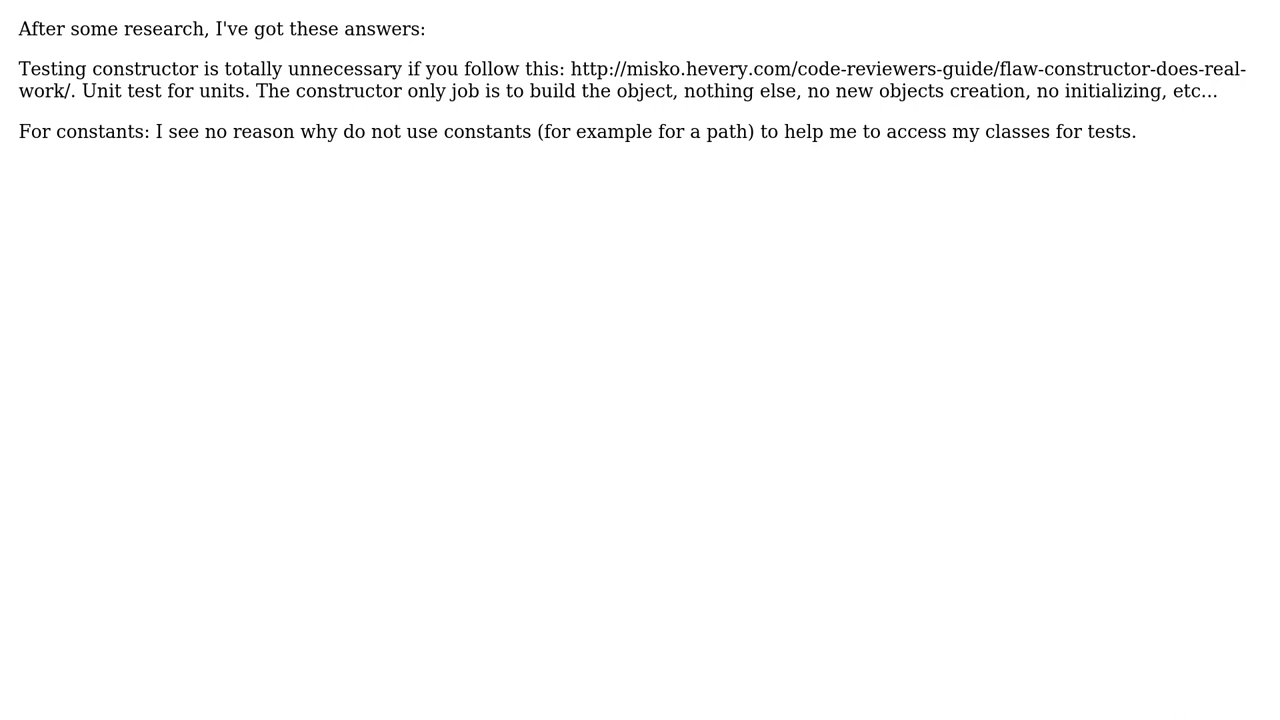 After some research, I've got these answers:
Testing constructor is totally unnecessary if you follow this: http://misko.hevery.com/code-reviewers-guide/flaw-constructor-does-real-
work/. Unit test for units. The constructor only job is to build the object, nothing else, no new objects creation, no initializing, etc...
For constants: I see no reason why do not use constants (for example for a path) to help me to access my classes for tests.